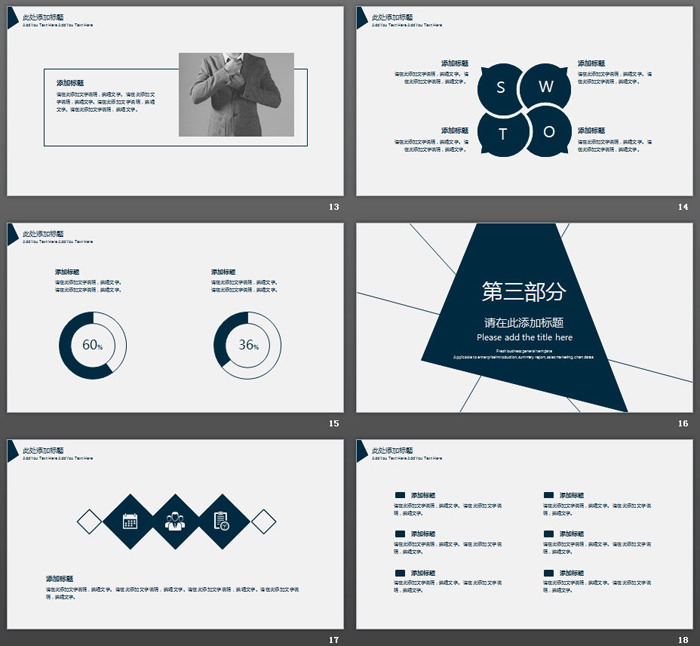 此处添加标题
Add You Text Here Add You Text Here
添加标题
请在此添加文字说明，编辑文字。请在此添加文
字说明，编辑文字。请在此添加文字说明，编辑
文字。请在此添加文字说明，编辑文字。
13
此处添加标题
Add You Text Here Add You Text Here
添加标题
请在此添加文字说明，编辑文字。请
在此添加文字说明，编辑文字。
添加标题
请在此添加文字说明，编辑文字。请
在此添加文字说明，编辑文字。
S
W
T
O
添加标题
请在此添加文字说明，编辑文字。请
在此添加文字说明，编辑文字。
添加标题
请在此添加文字说明，编辑文字。请
在此添加文字说明，编辑文字。
14
此处添加标题
Add You Text Here Add You Text Here
添加标题
请在此添加文字说明，编辑文字。
请在此添加文字说明，编辑文字。
60%
添加标题
请在此添加文字说明，编辑文字。
请在此添加文字说明，编辑文字。
36%
15
第三部分
请在此添加标题
Please add the title here
Fresh business general template
Applicable to enterprise introduction, summary report, sales marketing, chart datea
16
此处添加标题
Add You Text Here Add You Text Here
添加标题
请在此添加文字说明，编辑文字。请在此添加文字说明，编辑文字。请在此添加文字说明，编辑文字。请在此添加文字说明，
编辑文字。
17
此处添加标题
Add You Text Here Add You Text Here
添加标题
请在此添加文字说明，编辑文字。请在此添加文字说
明，编辑文字。
添加标题
请在此添加文字说明，编辑文字。请在此添加文字说
明，编辑文字。
添加标题
请在此添加文字说明，编辑文字。请在此添加文字说
明，编辑文字。
添加标题
请在此添加文字说明，编辑文字。请在此添加文字说
明，编辑文字。
添加标题
请在此添加文字说明，编辑文字。请在此添加文字说
明，编辑文字。
添加标题
请在此添加文字说明，编辑文字。请在此添加文字说
明，编辑文字。
18